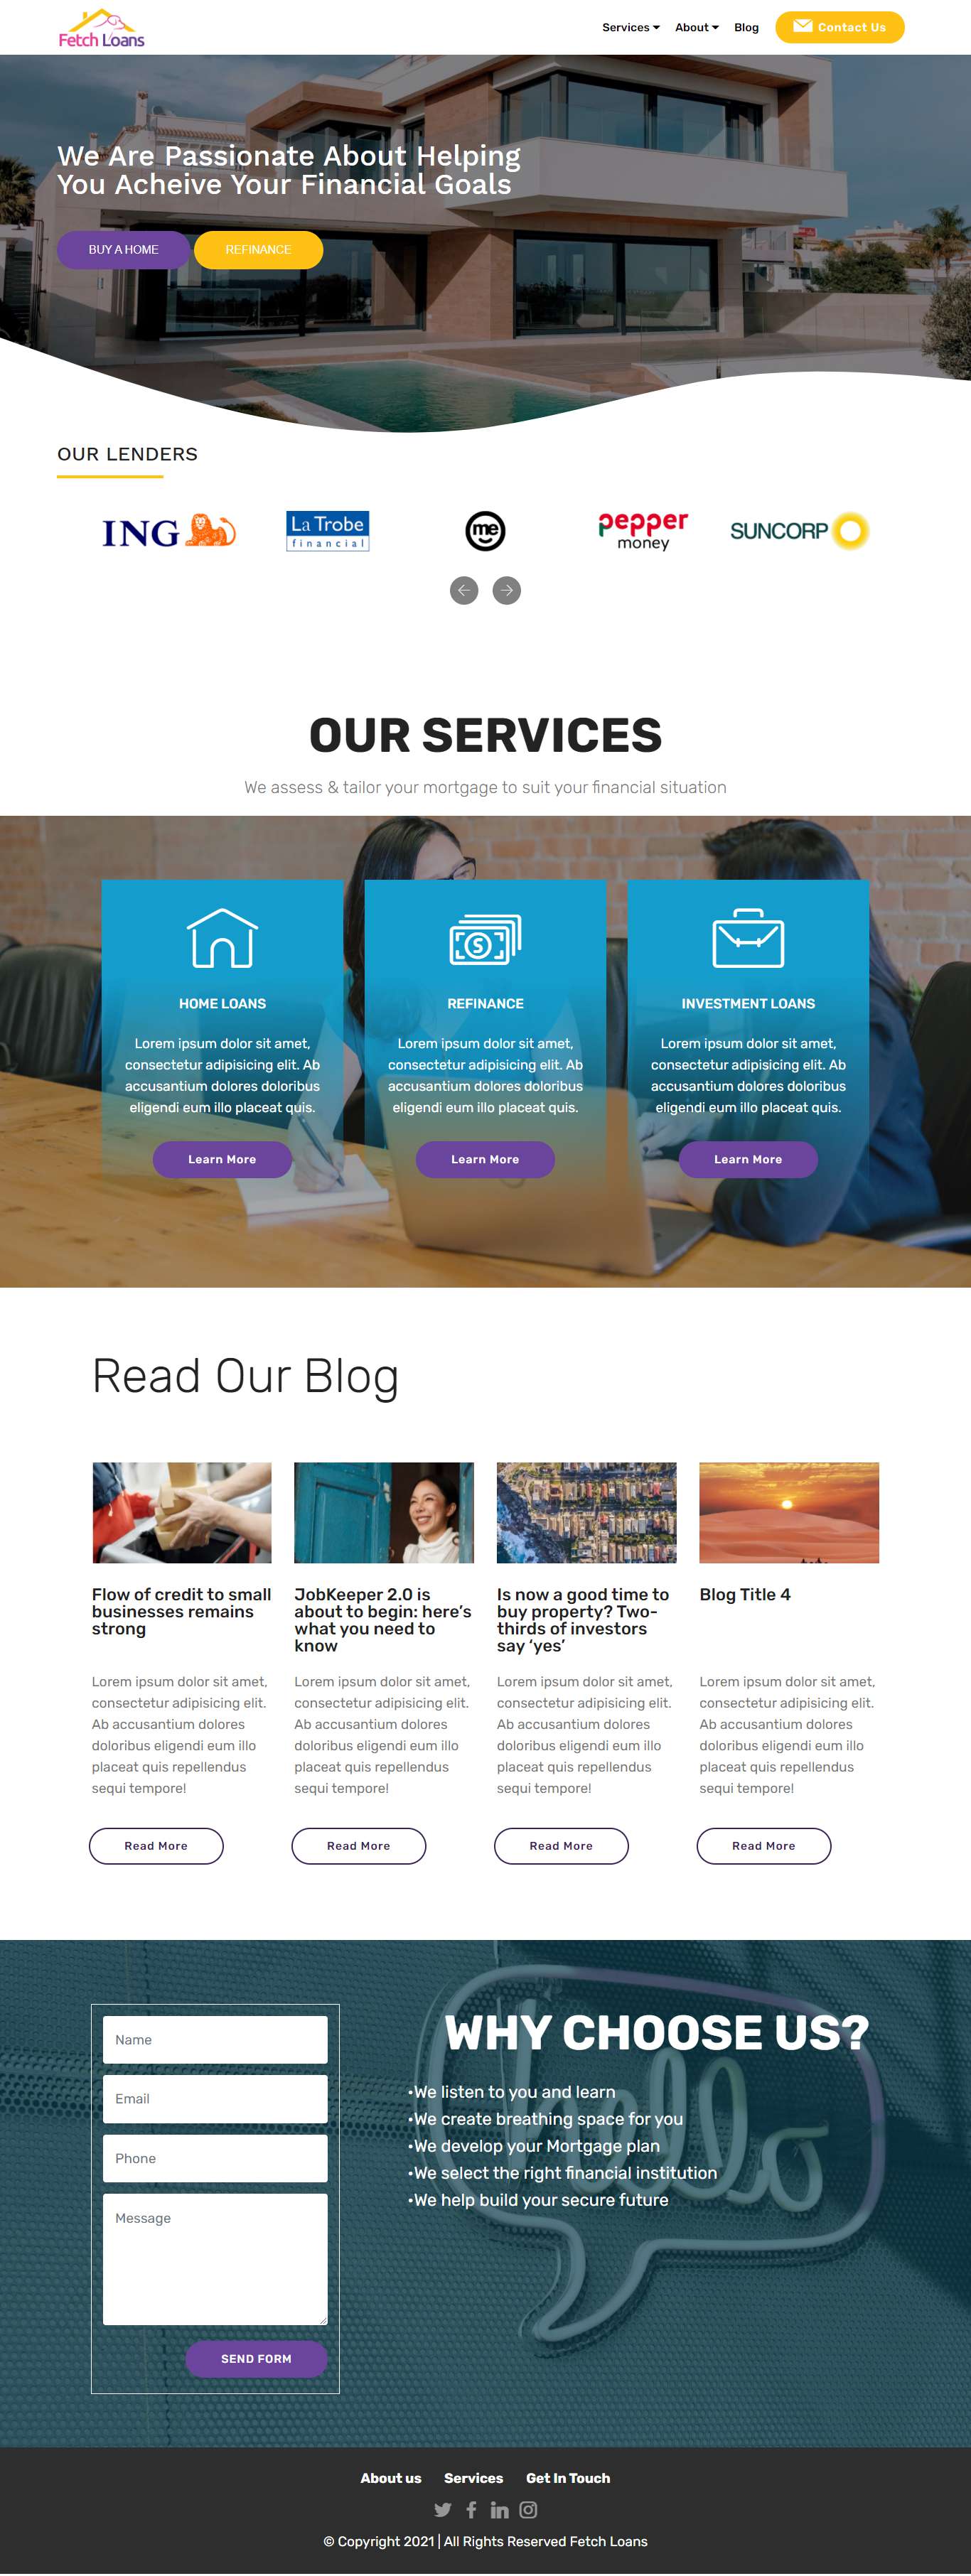 Fetch Loans
Services About Blog Contact Us
We Are Passionate About Helping
You Acheive Your Financial Goals
BUY A HOME REFINANCE
OUR LENDERS
ING
La Trobe
financial
me
pepper
money
SUNCORP
OUR SERVICES
We assess & tailor your mortgage to suit your financial situation
HOME LOANS
Lorem ipsum dolor sit amet,
consectetur adipisicing elit. Ab
accusantium dolores doloribus
eligendi eum illo placeat quis.
Learn More
REFINANCE
Lorem ipsum dolor sit amet,
consectetur adipisicing elit. Ab
accusantium dolores doloribus
eligendi eum illo placeat quis.
Learn More
INVESTMENT LOANS
Lorem ipsum dolor sit amet,
consectetur adipisicing elit. Ab
accusantium dolores doloribus
eligendi eum illo placeat quis.
Learn More
Read Our Blog
Flow of credit to small
businesses remains
strong
Lorem ipsum dolor sit amet,
consectetur adipisicing elit.
Ab accusantium dolores
doloribus eligendi eum illo
placeat quis repellendus
sequi tempore!
Read More
JobKeeper 2.0 is
about to begin: here’s
what you need to
know
Lorem ipsum dolor sit amet,
consectetur adipisicing elit.
Ab accusantium dolores
doloribus eligendi eum illo
placeat quis repellendus
sequi tempore!
Read More
Is now a good time to
buy property? Two-
thirds of investors
say ‘yes’
Lorem ipsum dolor sit amet,
consectetur adipisicing elit.
Ab accusantium dolores
doloribus eligendi eum illo
placeat quis repellendus
sequi tempore!
Read More
Blog Title 4
Lorem ipsum dolor sit amet,
consectetur adipisicing elit.
Ab accusantium dolores
doloribus eligendi eum illo
placeat quis repellendus
sequi tempore!
Read More
Name
Email
Phone
Message
SEND FORM
WHY CHOOSE US?
•We listen to you and learn
•We create breathing space for you
•We develop your Mortgage plan
•We select the right financial institution
•We help build your secure future
hello
About us Services Get In Touch
© Copyright 2021 | All Rights Reserved Fetch Loans